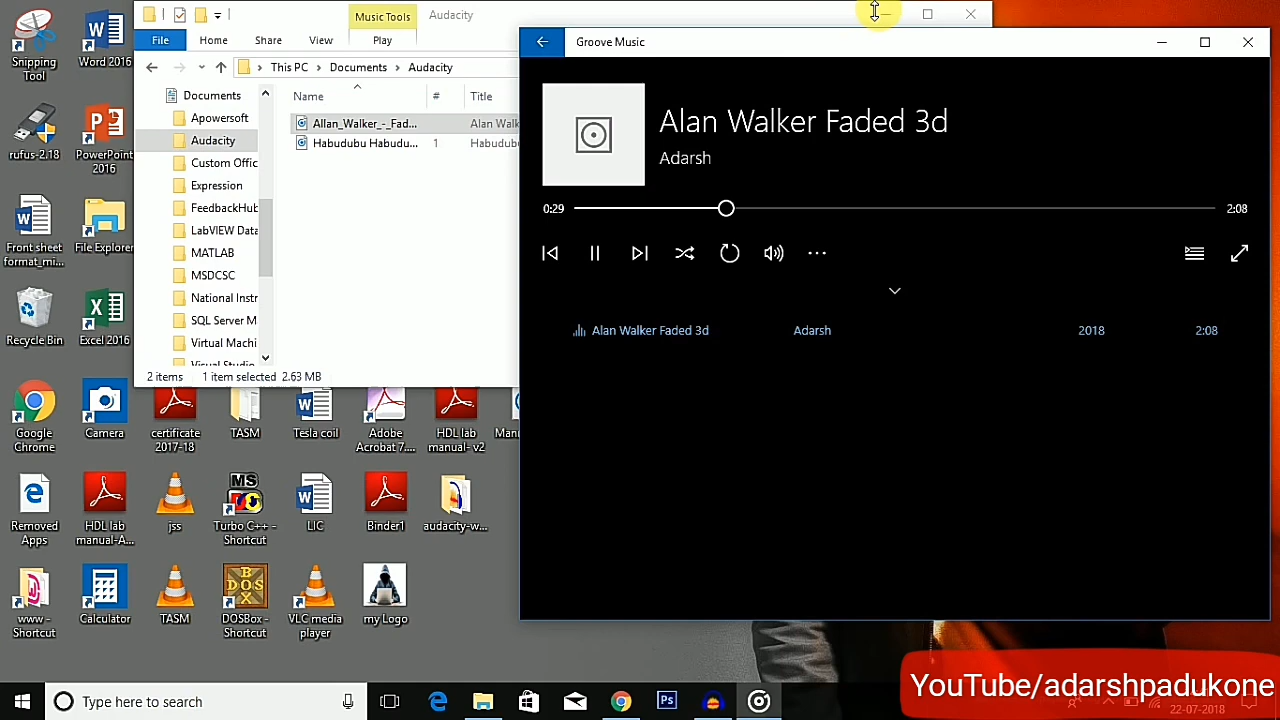 Music Tools
Audacity
File
Home
Share
View
Play
This PC
Documents
Audacity
Documents
Apowersoft
Audacity
Custom Offic
Expression
FeedbackHub
LabVIEW Data
MATLAB
MSDCSC
National Instr
SQL Server M
Virtual Machi
Name
#
Title
Allan_Walker_-_Fad...
Alan Walk
Habudubu Habudu...
1
Habudub
2 items
1 item selected
2.63 MB
Groove Music
Alan Walker Faded 3d
Adarsh
0:29
2:08
Alan Walker Faded 3d
Adarsh
2018
2:08
Snipping
Tool
Word 2016
rufus-2.18
PowerPoint
2016
Front sheet
format_mi...
File Explorer
Recycle Bin
Excel 2016
Google
Chrome
Camera
certificate
2017-18
TASM
Tesla coil
Adobe
Acrobat 7....
HDL lab
manual- v2
Removed
Apps
HDL lab
manual-A...
jss
MS
DOS
Turbo C++ -
Shortcut
LIC
Binder1
audacity-w...
www -
Shortcut
Calculator
TASM
DOSBox -
Shortcut
VLC media
player
my Logo
Type here to search
Ps
YouTube/adarshpadukone
22-07-2018